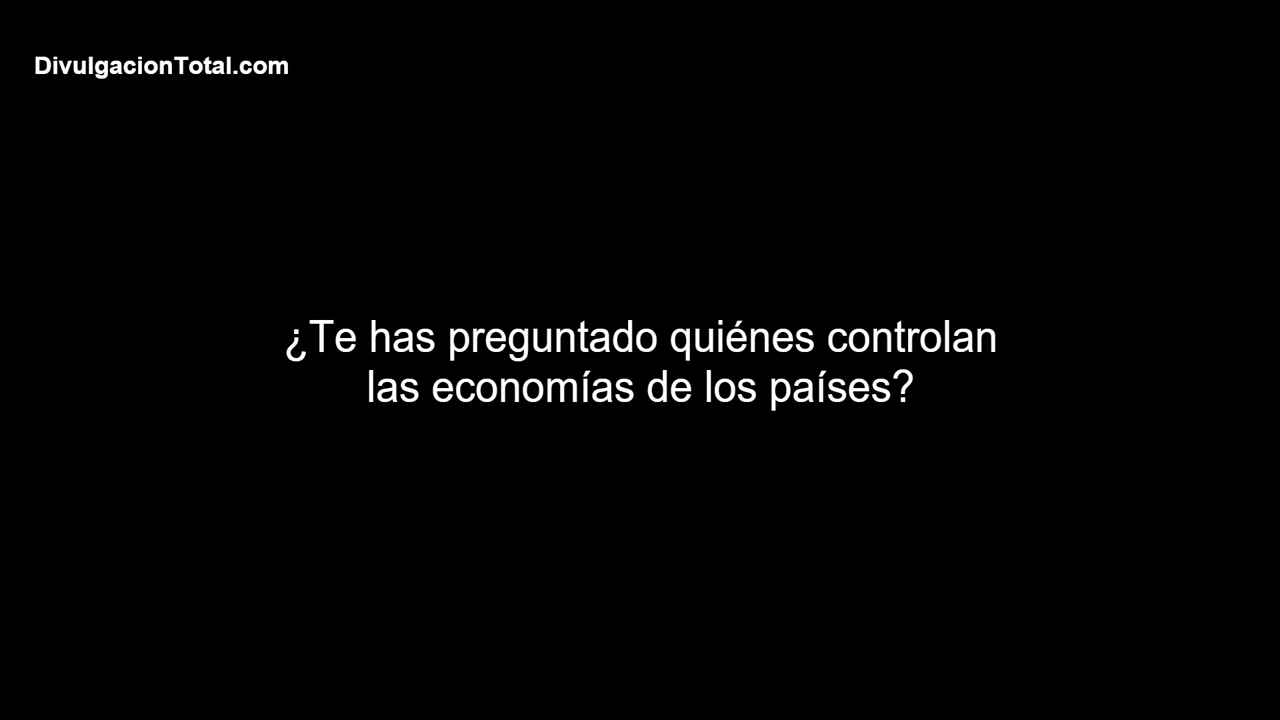 DivulgacionTotal.com
¿Te has preguntado quiénes controlan
las economías de los países?